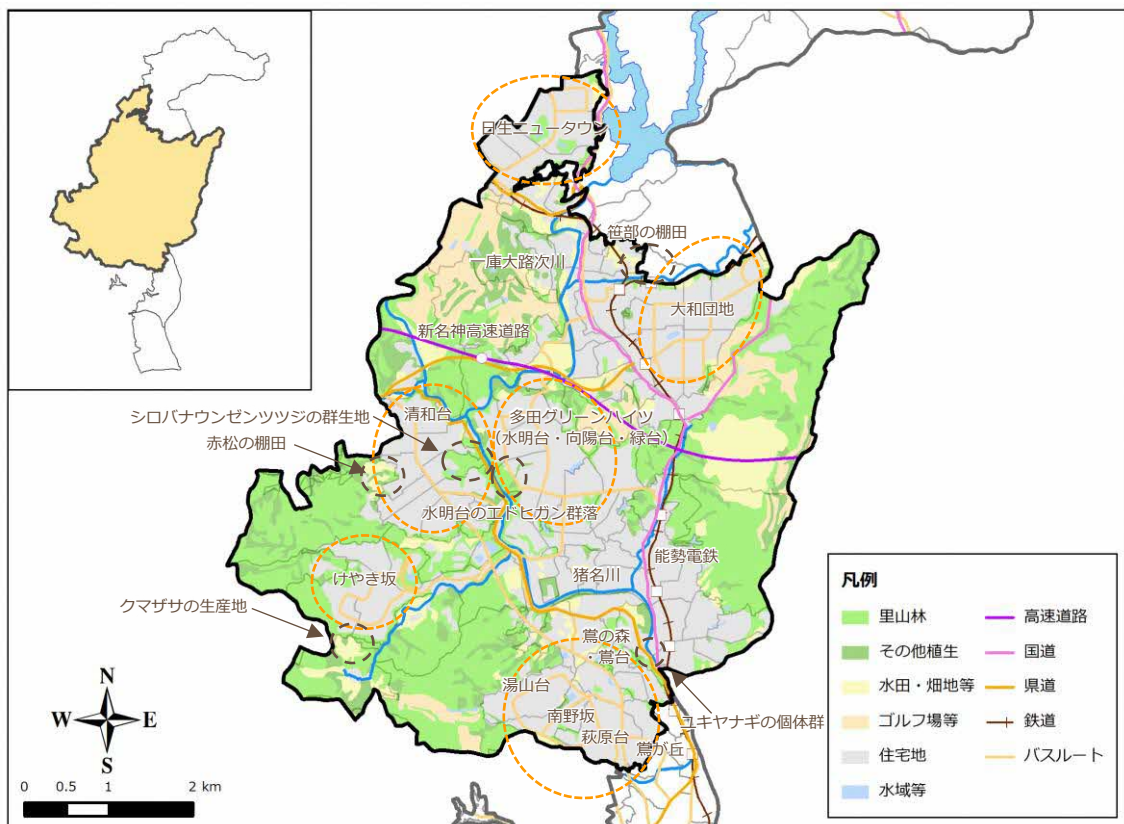 日生ニュータウン
笹部の棚田
一庫大路次川
大和団地
新名神高速道路
シロバナウンゼンツツジの群生地
清和台
多田グリーンハイツ
(水明台・向陽台・緑台)
赤松の棚田
水明台のエドヒガン群落
能勢電鉄
けやき坂
猪名川
クマザサの生産地
鶯の森
・鶯台
湯山台
南野坂
萩原台
ユキヤナギの個体群
鶯が丘
N
W
E
S
0
0.5
1
2 km
凡例
里山林
高速道路
その他植生
国道
水田・畑地等
県道
ゴルフ場等
鉄道
住宅地
バスルート
水域等